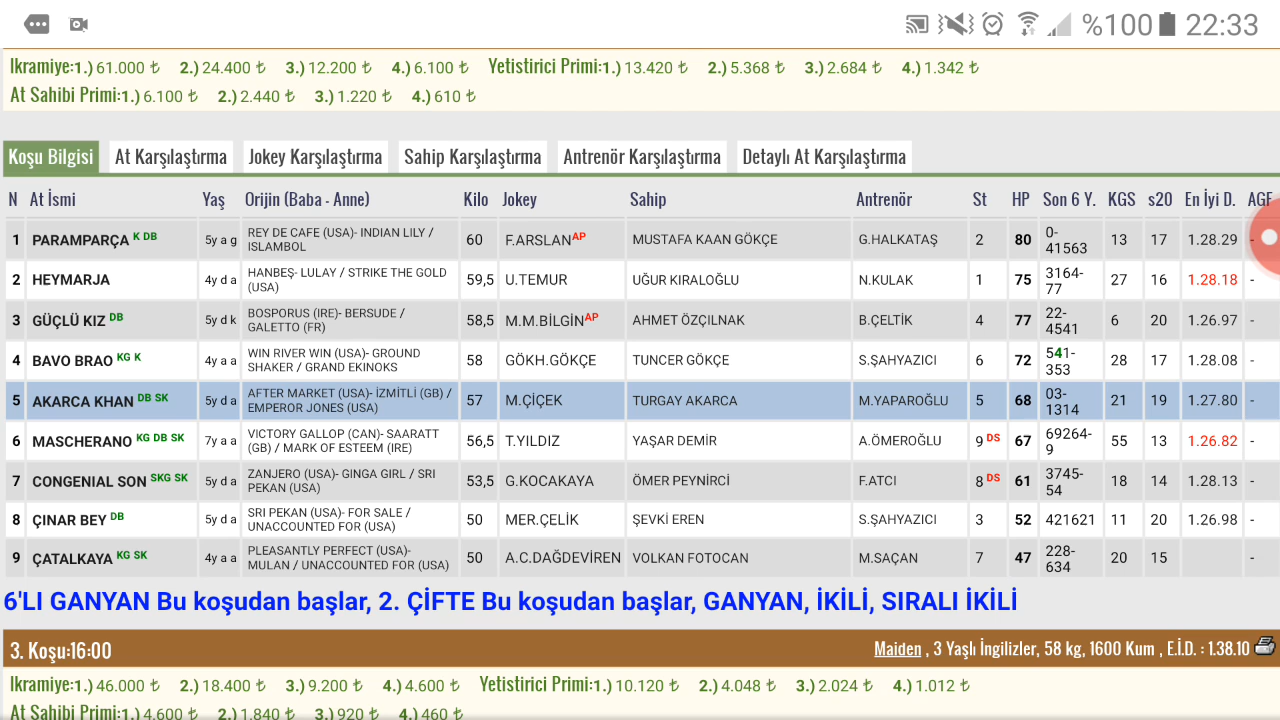 %100 22:33
Ikramiye:1.) 61.000 ₺ 2.) 24.400 ₺ 3.) 12.200 ₺ 4.) 6.100 ₺ Yetistirici Primi:1.) 13.420 ₺ 2.) 5.368 ₺ 3.) 2.684 ₺ 4.) 1.342 ₺
At Sahibi Primi:1.) 6.100 ₺ 2.) 2.440 ₺ 3.) 1.220 ₺ 4.) 610 ₺
Koşu Bilgisi At Karşılaştırma Jokey Karşılaştırma Sahip Karşılaştırma Antrenör Karşılaştırma Detaylı At Karşılaştırma
N At İsmi Yaş Orijin (Baba - Anne) Kilo Jokey Sahip Antrenör St HP Son 6 Y. KGS s20 En İyi D. AGF
1 PARAMPARÇA K DB 5y a g REY DE CAFE (USA)- INDIAN LILY / ISLAMBOL 60 F.ARSLAN AP MUSTAFA KAAN GÖKÇE G.HALKATAŞ 2 80 0-41563 13 17 1.28.29 -
2 HEYMARJA 4y d a HANBEŞ- LULAY / STRIKE THE GOLD (USA) 59,5 U.TEMUR UĞUR KIRALOĞLU N.KULAK 1 75 3164-77 27 16 1.28.18 -
3 GÜÇLÜ KIZ DB 5y d k BOSPORUS (IRE)- BERSUDE / GALETTO (FR) 58,5 M.M.BİLGİN AP AHMET ÖZÇILNAK B.ÇELTİK 4 77 22-4541 6 20 1.26.97 -
4 BAVO BRAO KG K 4y a a WIN RIVER WIN (USA)- GROUND SHAKER / GRAND EKINOKS 58 GÖKH.GÖKÇE TUNCER GÖKÇE S.ŞAHYAZICI 6 72 541-353 28 17 1.28.08 -
5 AKARCA KHAN DB SK 5y d a AFTER MARKET (USA)- İZMİTLİ (GB) / EMPEROR JONES (USA) 57 M.ÇİÇEK TURGAY AKARCA M.YAPAROĞLU 5 68 03-1314 21 19 1.27.80 -
6 MASCHERANO KG DB SK 7y a a VICTORY GALLOP (CAN)- SAARATT (GB) / MARK OF ESTEEM (IRE) 56,5 T.YILDIZ YAŞAR DEMİR A.ÖMEROĞLU 9 DS 67 69264-9 55 13 1.26.82 -
7 CONGENIAL SON SKG SK 5y d a ZANJERO (USA)- GINGA GIRL / SRI PEKAN (USA) 53,5 G.KOCAKAYA ÖMER PEYNİRCİ F.ATCI 8 DS 61 3745-54 18 14 1.28.13 -
8 ÇINAR BEY DB 5y d a SRI PEKAN (USA)- FOR SALE / UNACCOUNTED FOR (USA) 50 MER.ÇELİK ŞEVKİ EREN S.ŞAHYAZICI 3 52 421621 11 20 1.26.98 -
9 ÇATALKAYA KG SK 4y a a PLEASANTLY PERFECT (USA)- MULAN / UNACCOUNTED FOR (USA) 50 A.C.DAĞDEVİREN VOLKAN FOTOCAN M.SAÇAN 7 47 228-634 20 15 -
6'LI GANYAN Bu koşudan başlar, 2. ÇİFTE Bu koşudan başlar, GANYAN, İKİLİ, SIRALI İKİLİ
3. Koşu:16:00 Maiden , 3 Yaşlı İngilizler, 58 kg, 1600 Kum , E.İ.D. : 1.38.10
Ikramiye:1.) 46.000 ₺ 2.) 18.400 ₺ 3.) 9.200 ₺ 4.) 4.600 ₺ Yetistirici Primi:1.) 10.120 ₺ 2.) 4.048 ₺ 3.) 2.024 ₺ 4.) 1.012 ₺
At Sahibi Primi:1.) 4.600 ₺ 2.) 1.840 ₺ 3.) 920 ₺ 4.) 460 ₺